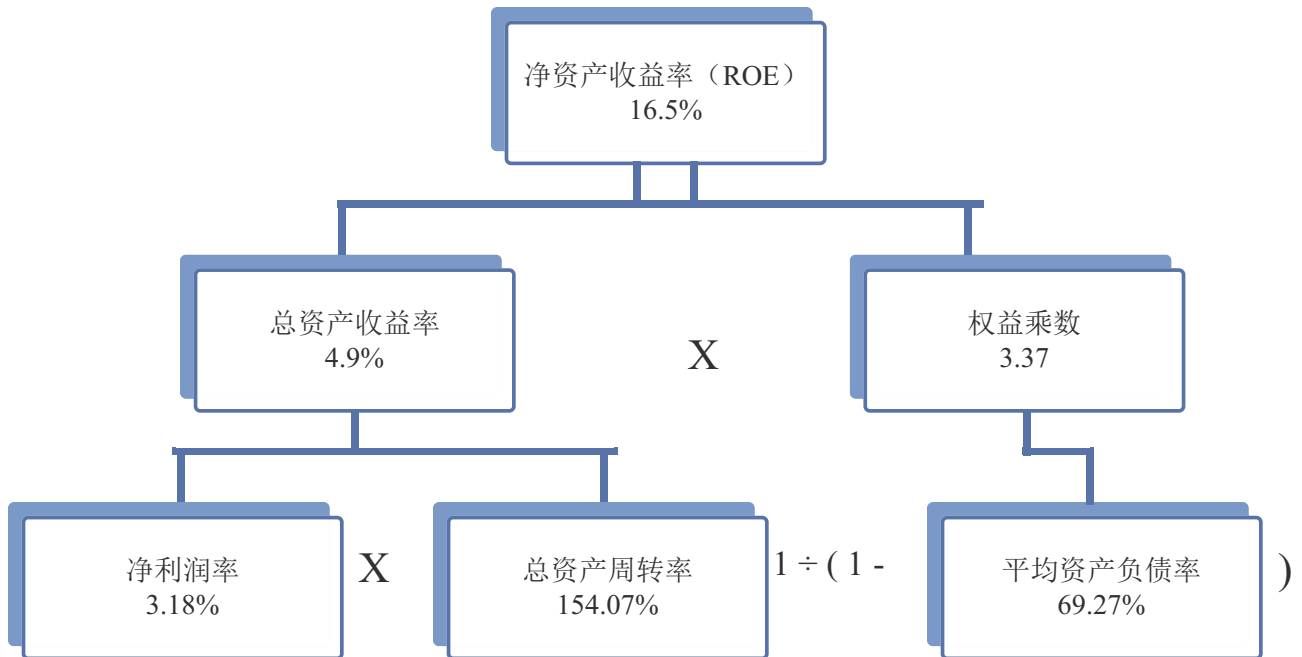 净资产收益率（ROE）
16.5%
总资产收益率
4.9%
X
权益乘数
3.37
净利润率
3.18%
X
总资产周转率
154.07%
1 ÷ ( 1 -
平均资产负债率
69.27%
)